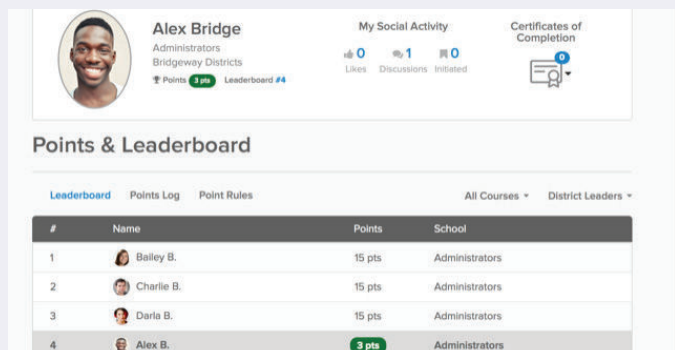 Alex Bridge
Administrators
Bridgeway Districts
Points 3 pts Leaderboard #4
My Social Activity
0 1 0
Likes Discussions Initiated
Certificates of
Completion
0
Points & Leaderboard
Leaderboard Points Log Point Rules All Courses District Leaders
# Name Points School
1 Bailey B. 15 pts Administrators
2 Charlie B. 15 pts Administrators
3 Darla B. 15 pts Administrators
4 Alex B. 3 pts Administrators